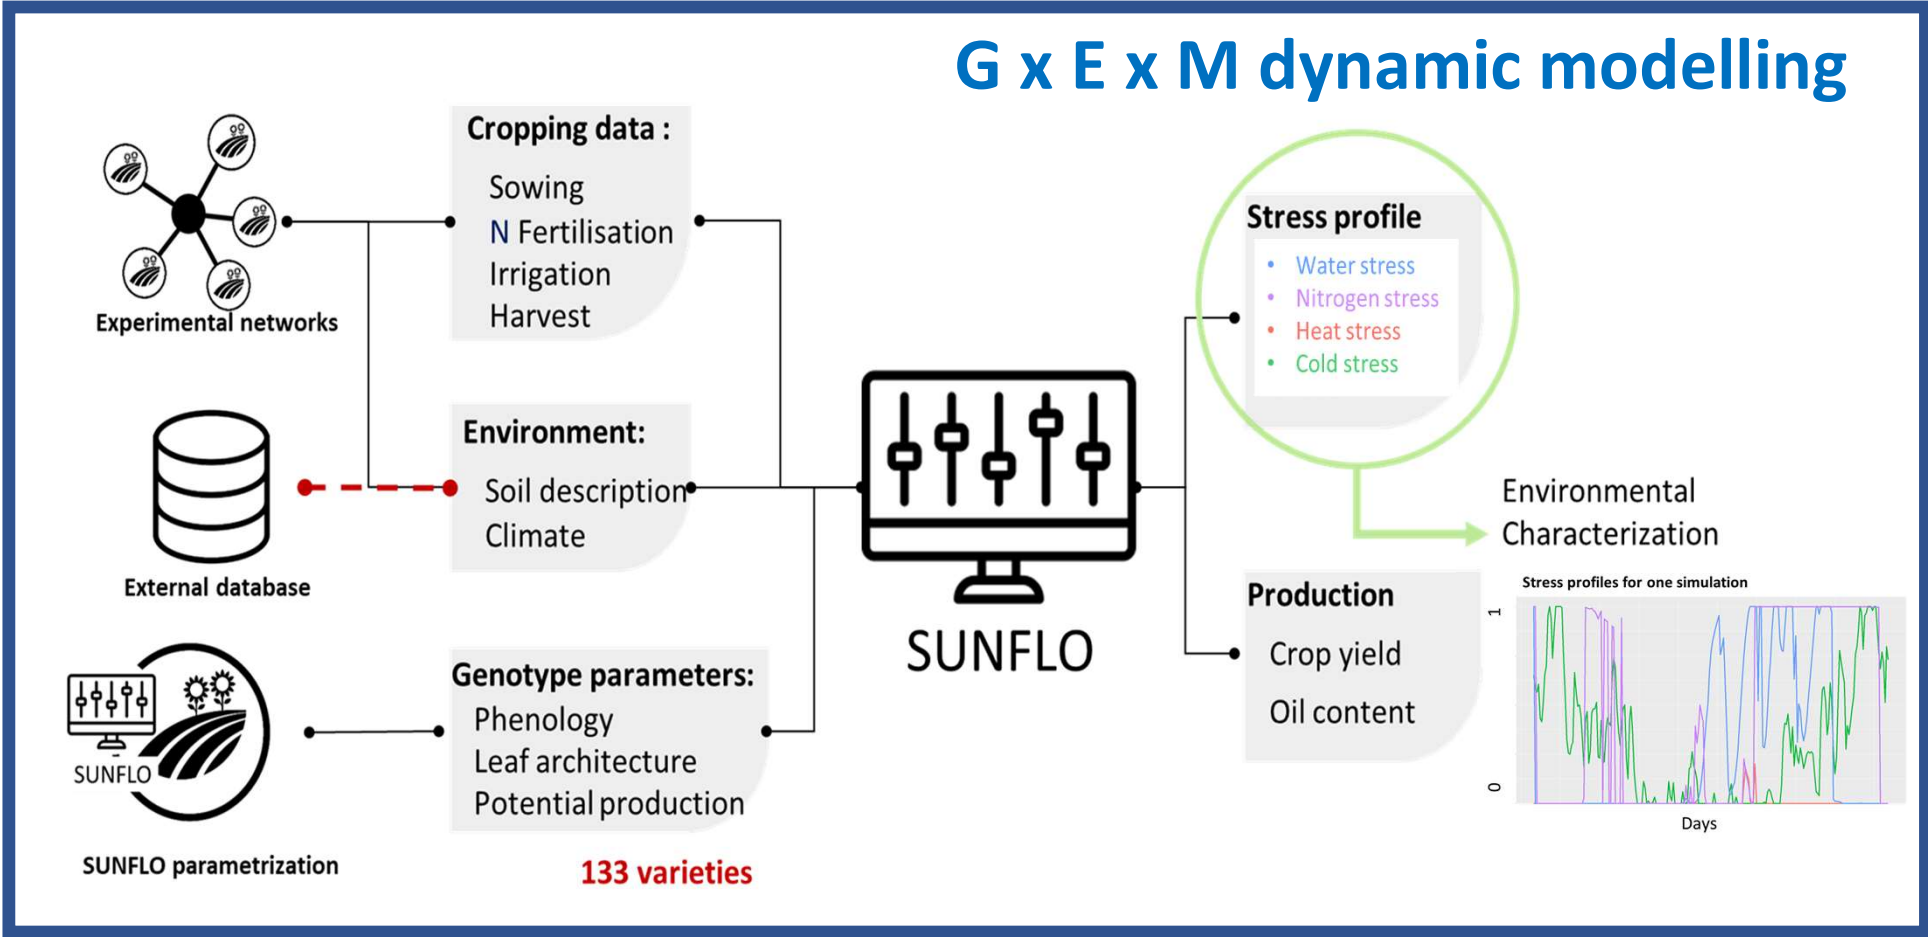 G x E x M dynamic modelling
Experimental networks
Cropping data :
Sowing
N Fertilisation
Irrigation
Harvest
External database
Environment:
Soil description
Climate
SUNFLO
SUNFLO parametrization
Genotype parameters:
Phenology
Leaf architecture
Potential production
133 varieties
SUNFLO
Stress profile
• Water stress
• Nitrogen stress
• Heat stress
• Cold stress
Environmental
Characterization
Production
Crop yield
Oil content
Stress profiles for one simulation
1
0
Days